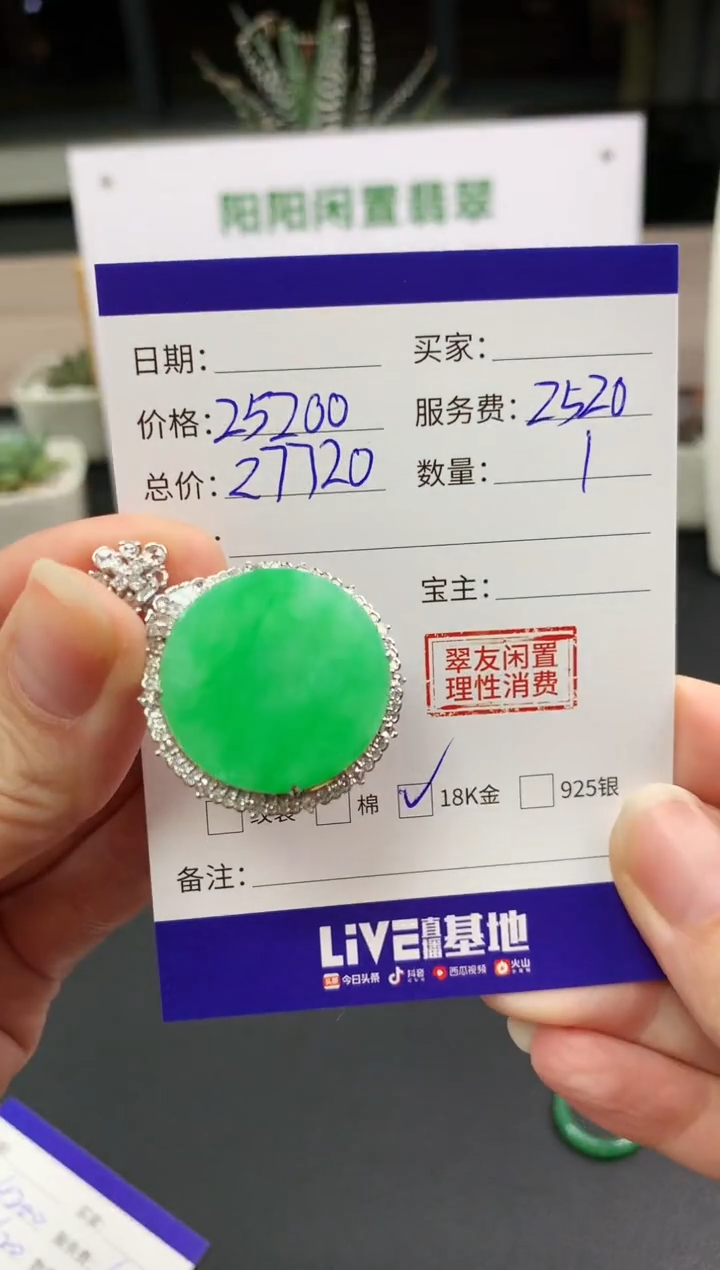 阳阳闲置翡翠
日期： 买家：
价格：25200 服务费：2520
总价：27720 数量：1
宝主：
翠友闲置
理性消费
棉 18K金 925银
备注：
LiVE直播基地
今日头条 抖音 西瓜视频 火山